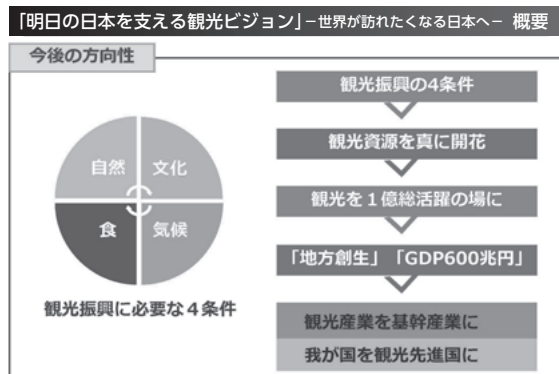 「明日の日本を支える観光ビジョン」－世界が訪れたくなる日本へ－ 概要
今後の方向性
自然
文化
食
気候
観光振興に必要な４条件
観光振興の4条件
観光資源を真に開花
観光を１億総活躍の場に
「地方創生」「GDP600兆円」
観光産業を基幹産業に
我が国を観光先進国に